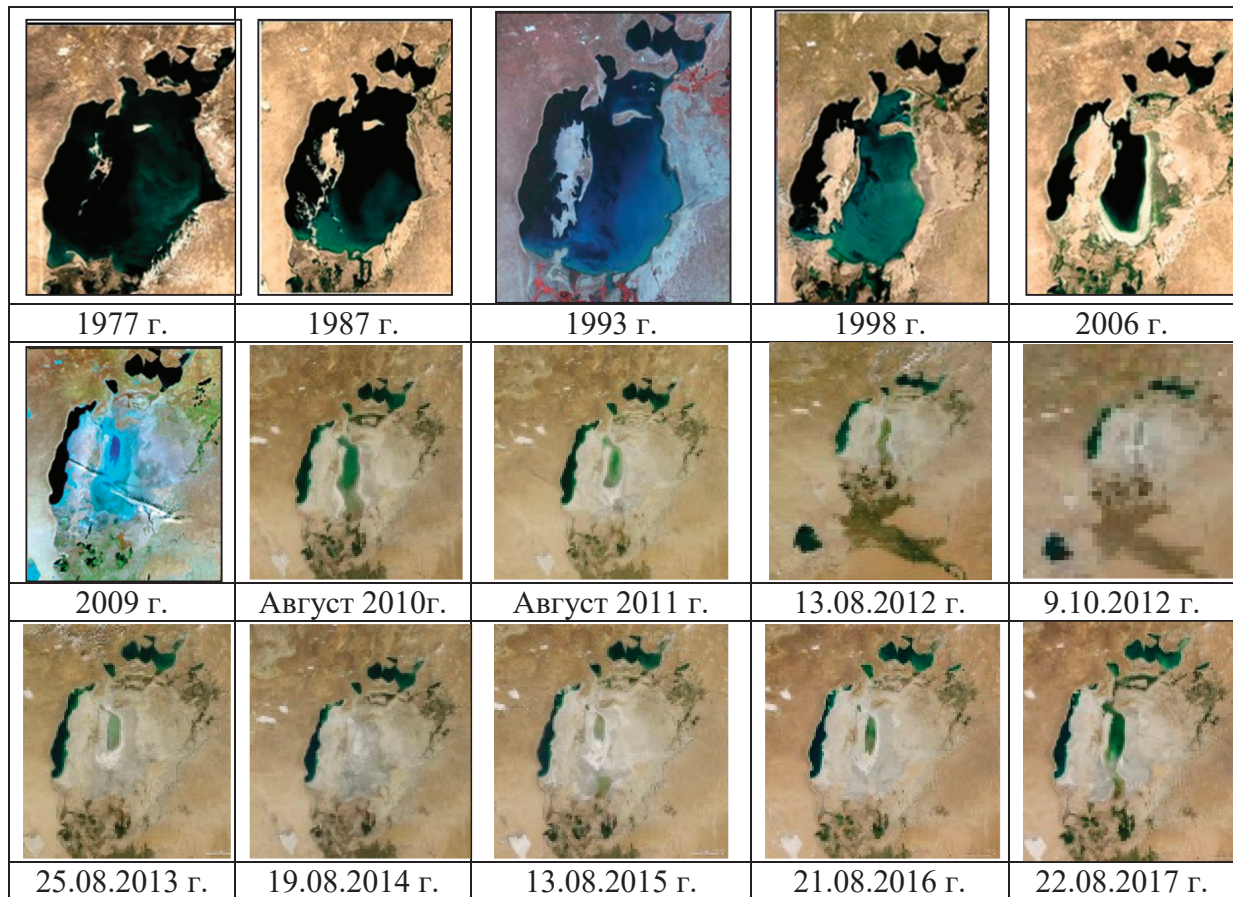 1977 г.
1987 г.
1993 г.
1998 г.
2006 г.
2009 г.
Август 2010г.
Август 2011 г.
13.08.2012 г.
9.10.2012 г.
25.08.2013 г.
19.08.2014 г.
13.08.2015 г.
21.08.2016 г.
22.08.2017 г.